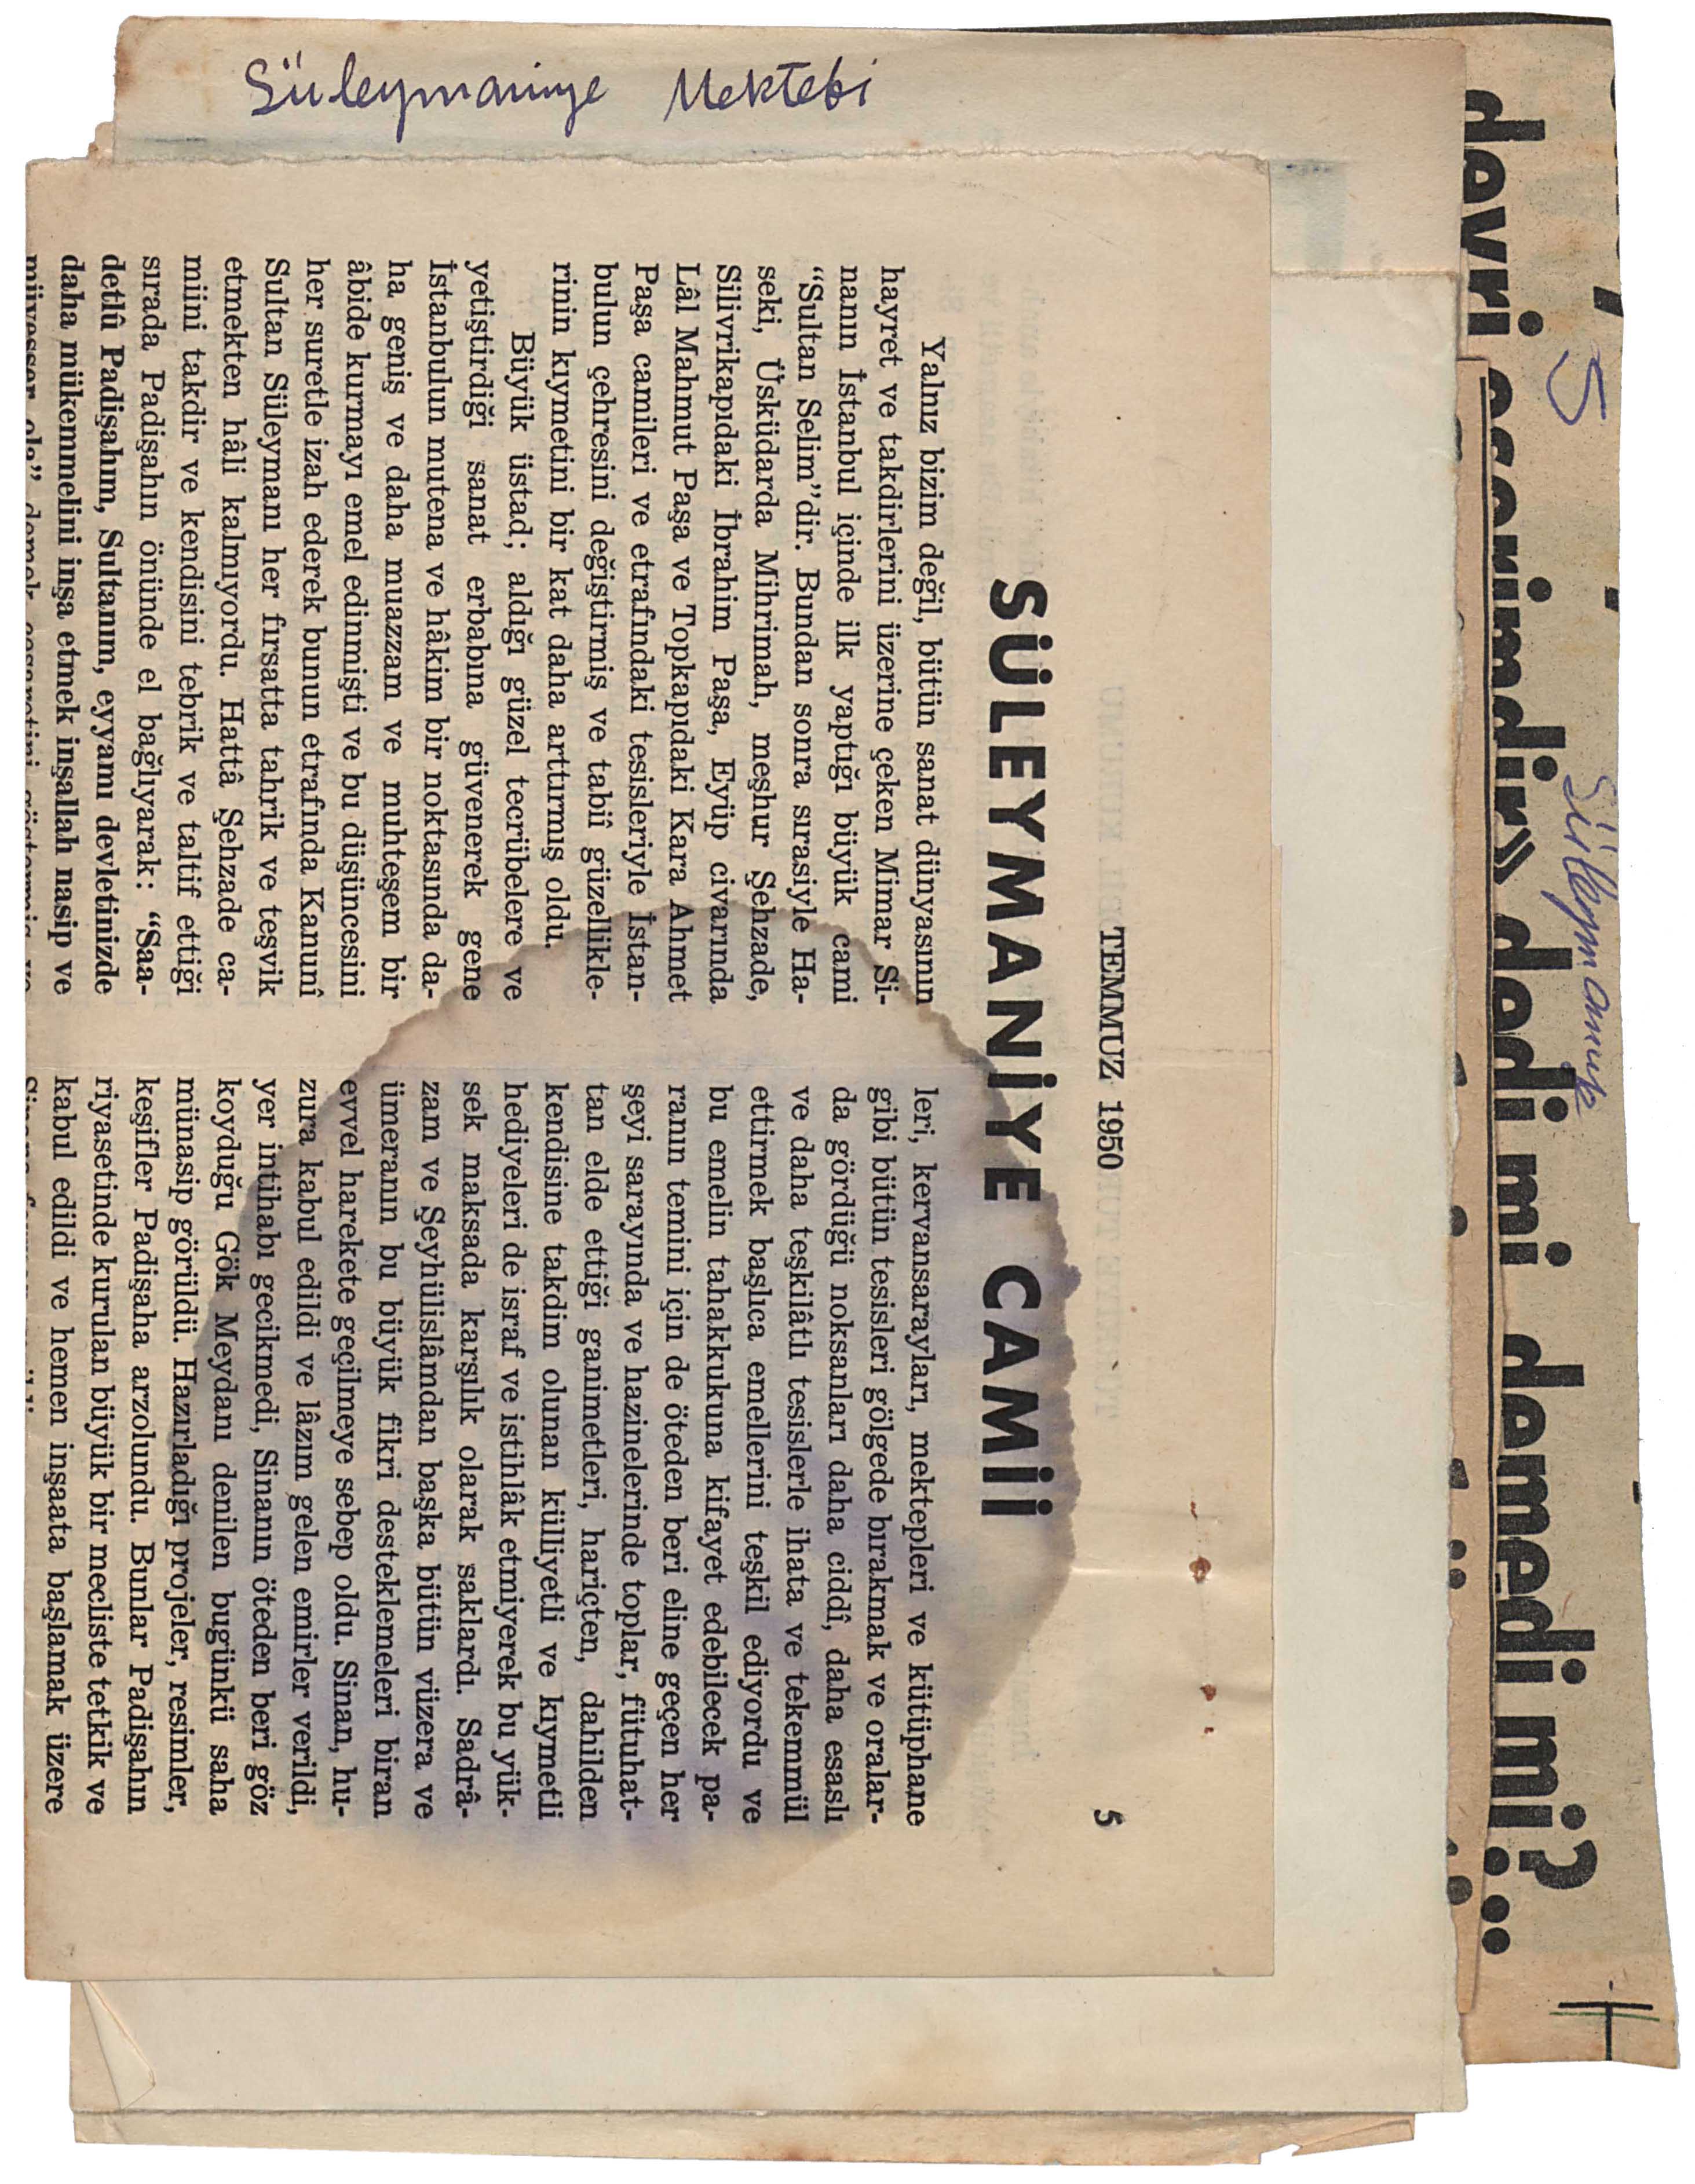 Süleymaniye Mektebi
5
Süleymaniye
devri eserimdir» dedi mi, demedi mi?
TEMMUZ 1950
5
SÜLEYMANİYE CAMİİ
Yalnız bizim değil, bütün sanat dünyasının
hayret ve takdirlerini üzerine çeken Mimar Si-
nanın İstanbul içinde ilk yaptığı büyük cami
“Sultan Selim”dir. Bundan sonra sırasiyle Ha-
seki, Üsküdarda Mihrimah, meşhur Şehzade,
Silivrikapıdaki İbrahim Paşa, Eyüp civarında
Lâl Mahmut Paşa ve Topkapıdaki Kara Ahmet
Paşa camileri ve etrafındaki tesisleriyle İstan-
bulun çehresini değiştirmiş ve tabiî güzellikle-
rinin kıymetini bir kat daha arttırmış oldu.
Büyük üstad; aldığı güzel tecrübelere ve
yetiştirdiği sanat erbabına güvenerek gene
İstanbulun mutena ve hâkim bir noktasında da-
ha geniş ve daha muazzam ve muhteşem bir
âbide kurmayı emel edinmişti ve bu düşüncesini
her suretle izah ederek bunun etrafında Kanunî
Sultan Süleymanı her fırsatta tahrik ve teşvik
etmekten hâli kalmıyordu. Hattâ Şehzade ca-
miini takdir ve kendisini tebrik ve taltif ettiği
sırada Padişahın önünde el bağlıyarak: “Saa-
detlû Padişahım, Sultanım, eyyamı devletinizde
daha mükemmelini inşa etmek inşallah nasip ve
müyesser ola” demek cesaretini göstermiş ve
leri, kervansarayları, mektepleri ve kütüphane
gibi bütün tesisleri gölgede bırakmak ve oralar-
da gördüğü noksanları daha ciddî, daha esaslı
ve daha teşkilâtlı tesislerle ihata ve tekemmül
ettirmek başlıca emellerini teşkil ediyordu ve
bu emelin tahakkukuna kifayet edebilecek pa-
ranın temini için de öteden beri eline geçen her
şeyi sarayında ve hazinelerinde toplar, fütuhat-
tan elde ettiği ganimetleri, hariçten, dahilden
kendisine takdim olunan külliyetli ve kıymetli
hediyeleri de israf ve istihlâk etmiyerek bu yük-
sek maksada karşılık olarak saklardı. Sadrâ-
zam ve Şeyhülislâmdan başka bütün vüzera ve
ümeranın bu büyük fikri desteklemeleri biran
evvel harekete geçilmeye sebep oldu. Sinan, hu-
zura kabul edildi ve lâzım gelen emirler verildi,
yer intihabı gecikmedi, Sinanın öteden beri göz
koyduğu Gök Meydanı denilen bugünkü saha
münasip görüldü. Hazırladığı projeler, resimler,
keşifler Padişaha arzolundu. Bunlar Padişahın
riyasetinde kurulan büyük bir mecliste tetkik ve
kabul edildi ve hemen inşaata başlamak üzere